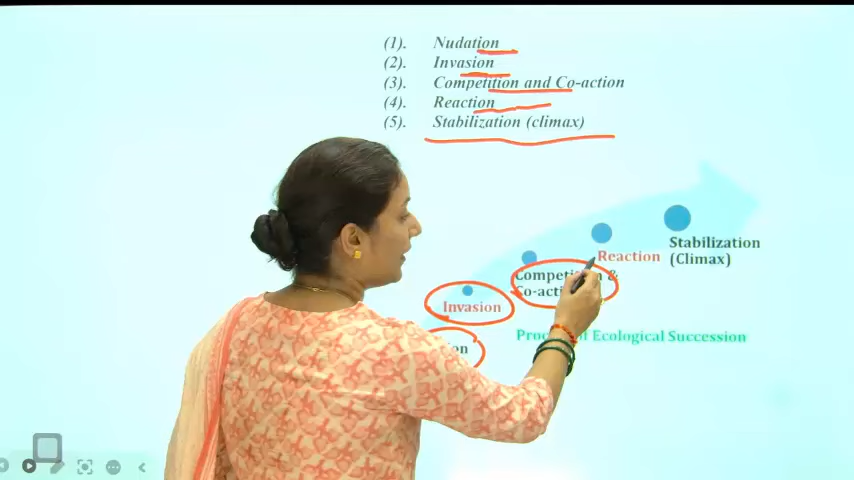 (1). Nudation
(2). Invasion
(3). Competition and Co-action
(4). Reaction
(5). Stabilization (climax)
Stabilization
(Climax)
Reaction
&
Invasion
Ecological Succession